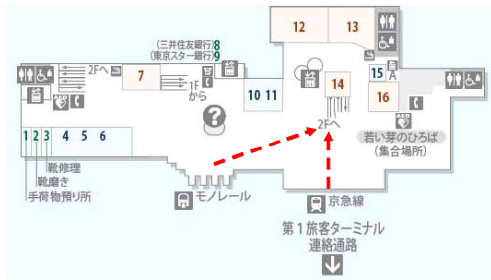 12
13
(三井住友銀行) 8
(東京スター銀行) 9
2Fへ
7
1F
から
10 11
14
15
16
AED
2Fへ
?
若い芽のひろば
(集合場所)
1 2 3 4 5 6
靴修理
靴磨き
手荷物預り所
モノレール
京急線
第1旅客ターミナル
連絡通路